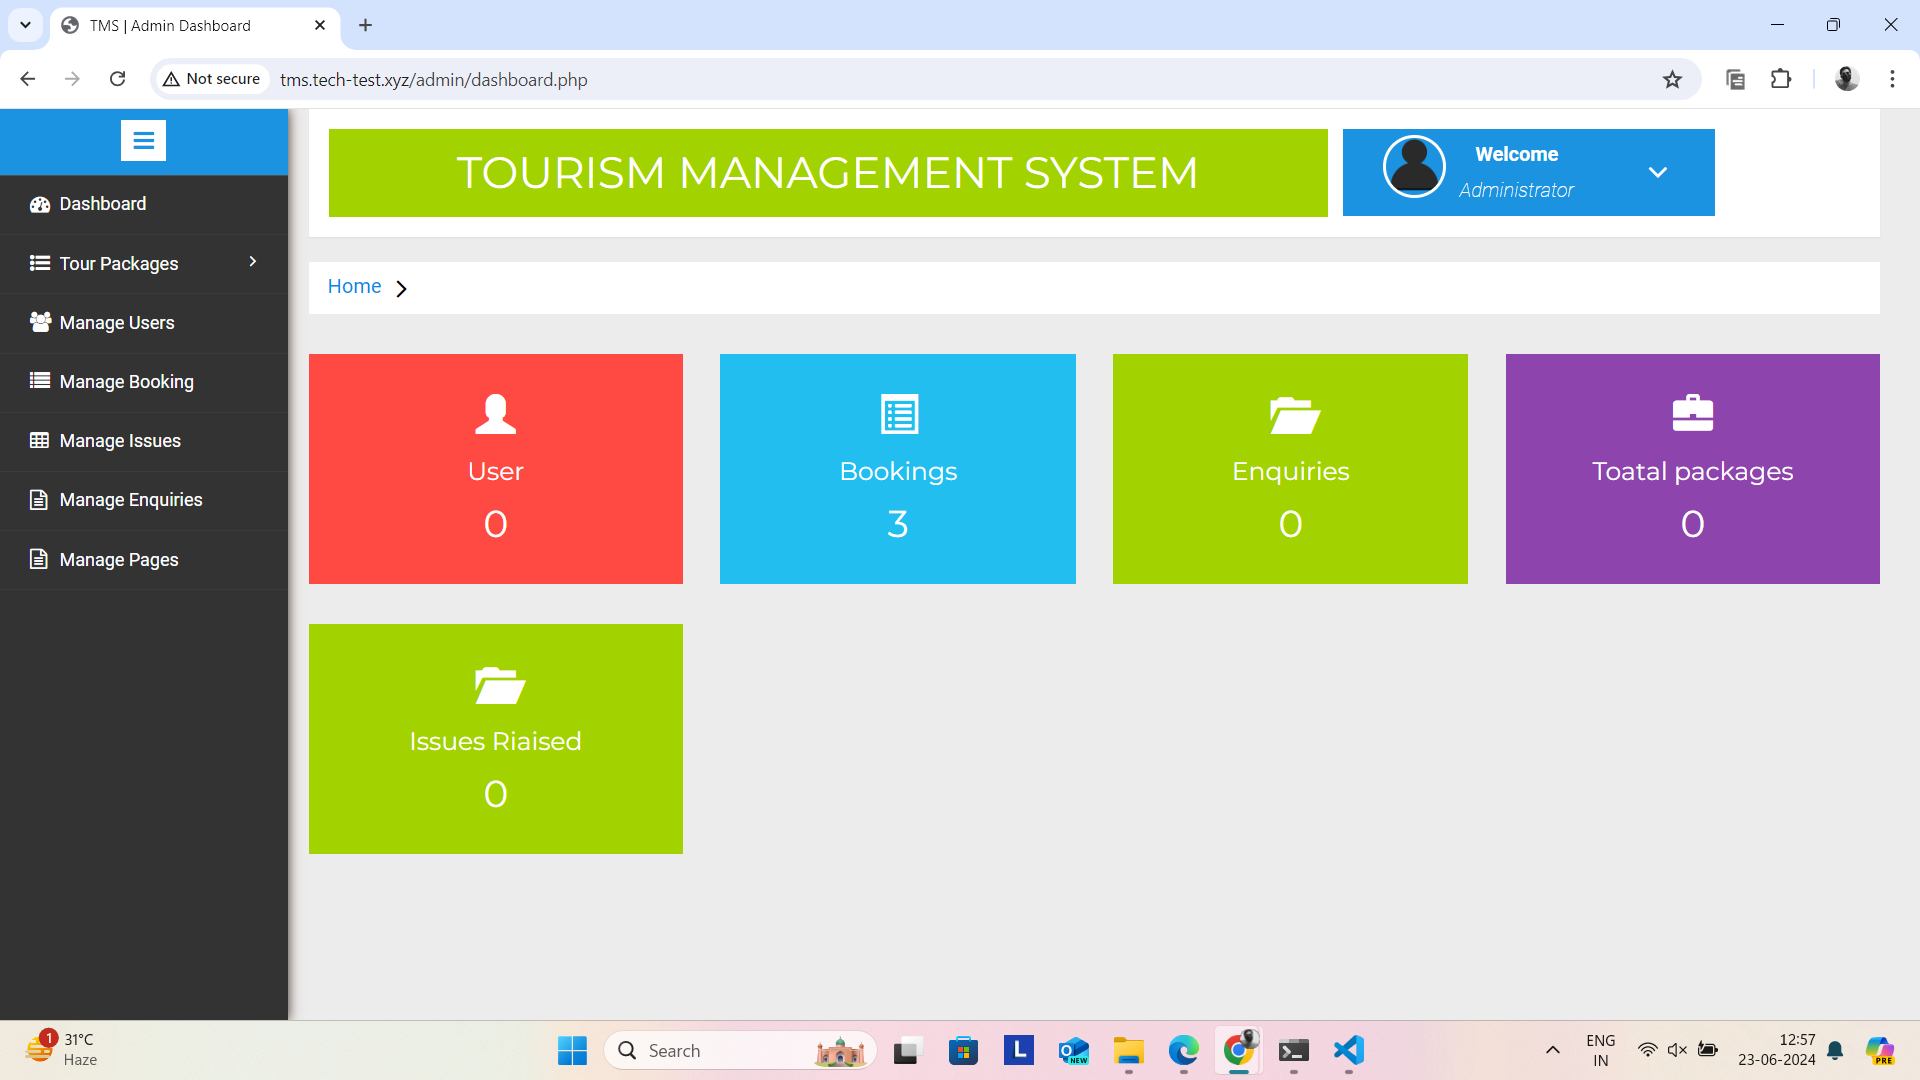 TMS | Admin Dashboard
Not secure
tms.tech-test.xyz/admin/dashboard.php
TOURISM MANAGEMENT SYSTEM
Welcome
Administrator
Dashboard
Tour Packages
Manage Users
Manage Booking
Manage Issues
Manage Enquiries
Manage Pages
Home
User
0
Bookings
3
Enquiries
0
Toatal packages
0
Issues Riaised
0
1
31°C
Haze
Search
L
NEW
ENG
IN
12:57
23-06-2024
PRE